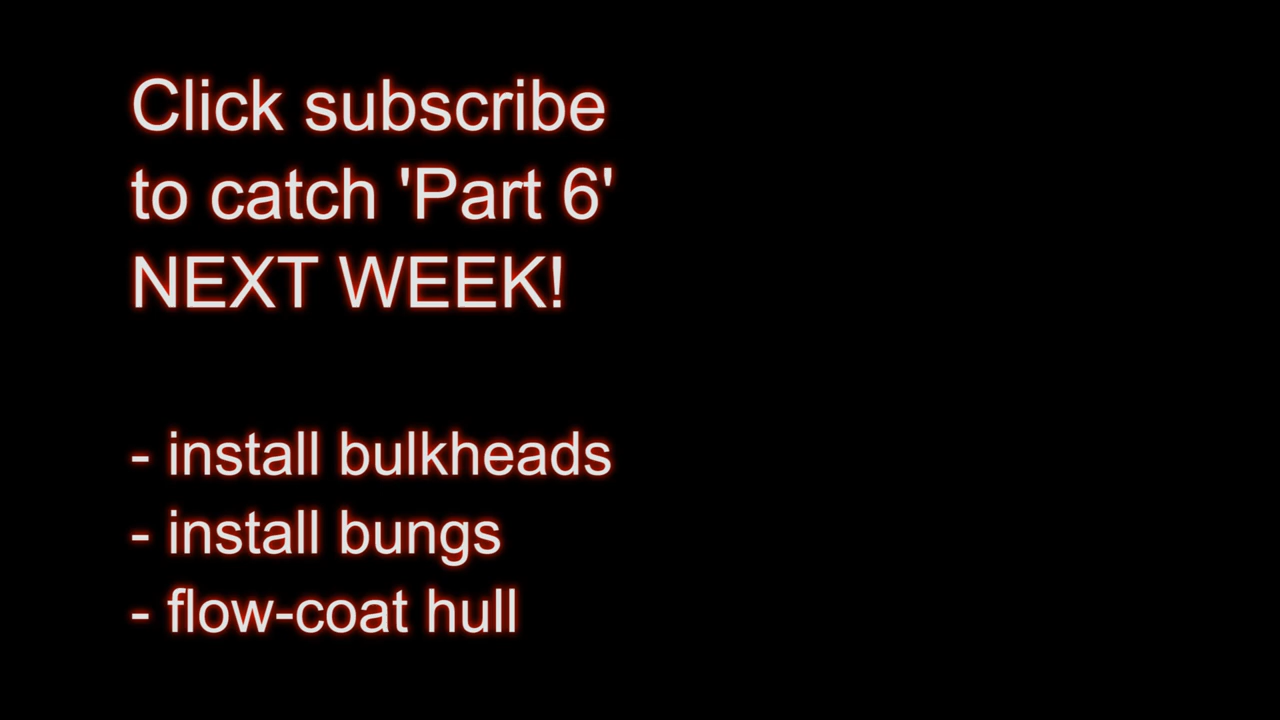 Click subscribe
to catch 'Part 6'
NEXT WEEK!
- install bulkheads
- install bungs
- flow-coat hull